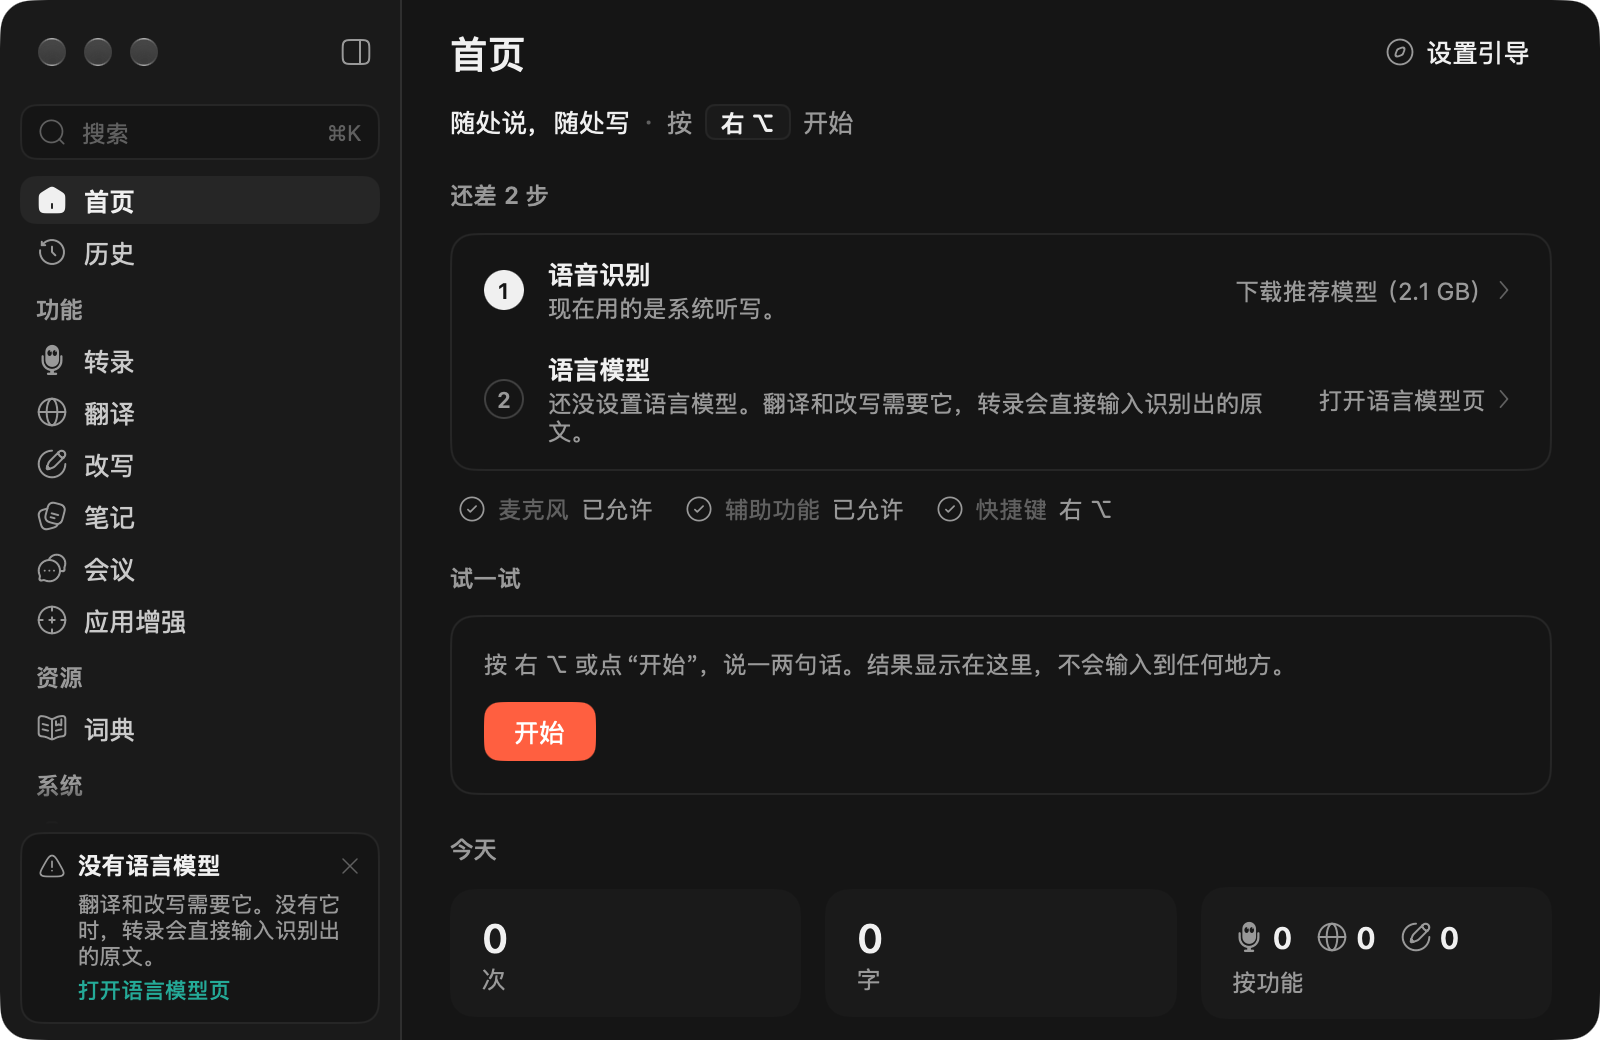 搜索 ⌘K
首页
历史
功能
转录
翻译
改写
笔记
会议
应用增强
资源
词典
系统
没有语言模型
翻译和改写需要它。没有它
时，转录会直接输入识别出
的原文。
打开语言模型页
首页
设置引导
随处说，随处写 · 按 右 ⌥ 开始
还差 2 步
1
语音识别
现在用的是系统听写。
下载推荐模型 (2.1 GB)
2
语言模型
还没设置语言模型。翻译和改写需要它，转录会直接输入识别出的原
文。
打开语言模型页
麦克风 已允许 辅助功能 已允许 快捷键 右 ⌥
试一试
按 右 ⌥ 或点 “开始”，说一两句话。结果显示在这里，不会输入到任何地方。
开始
今天
0
次
0
字
0 0 0
按功能